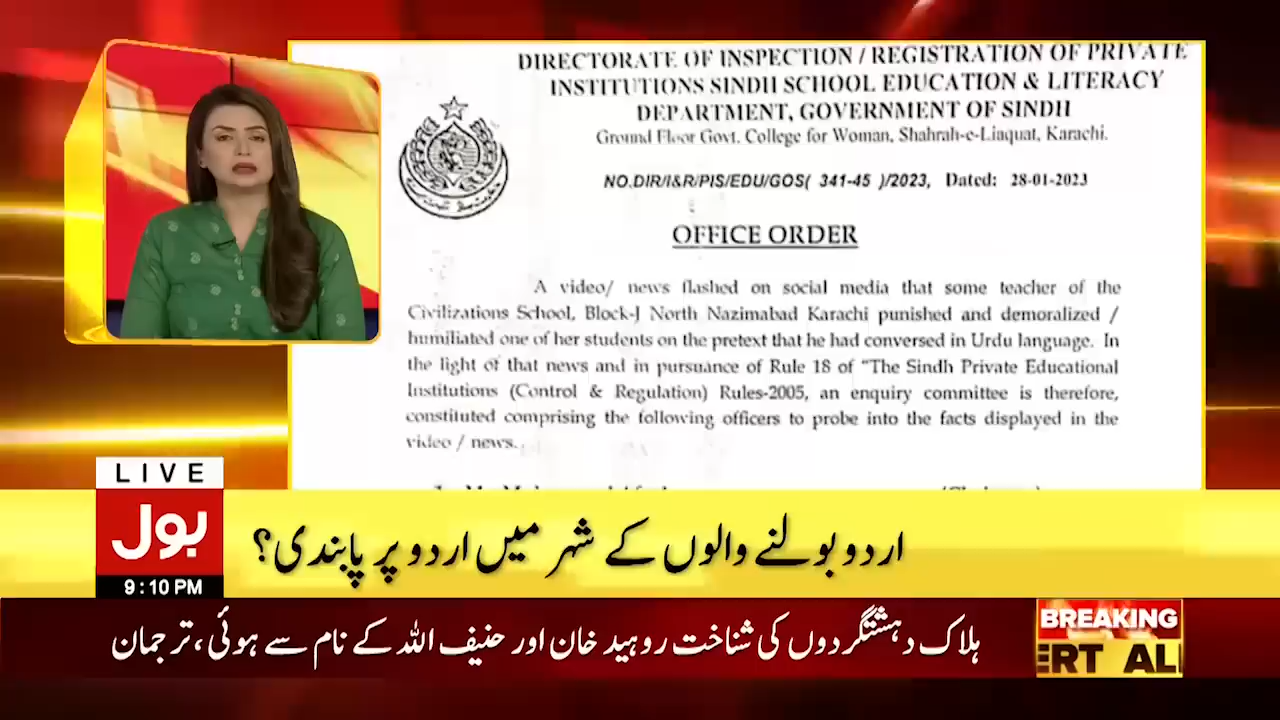 DIRECTORATE OF INSPECTION / REGISTRATION OF PRIVATE
INSTITUTIONS SINDH SCHOOL EDUCATION & LITERACY
DEPARTMENT, GOVERNMENT OF SINDH
Ground Floor Govt. College for Woman, Shahrah-e-Liaquat, Karachi.
NO.DIR/I&R/PIS/EDU/GOS( 341-45 )/2023, Dated: 28-01-2023
OFFICE ORDER
A video/ news flashed on social media that some teacher of the
Civilizations School, Block-J North Nazimabad Karachi punished and demoralized /
humiliated one of her students on the pretext that he had conversed in Urdu language. In
the light of that news and in pursuance of Rule 18 of "The Sindh Private Educational
Institutions (Control & Regulation) Rules-2005, an enquiry committee is therefore,
constituted comprising the following officers to probe into the facts displayed in the
video / news.
LIVE
بول
9:10 PM
اردو بولنے والوں کے شہر میں اردو پر پابندی؟
ہلاک دہشتگردوں کی شناخت روہید خان اور حنیف اللہ کے نام سے ہوئی، ترجمان
BREAKING
ERT AL